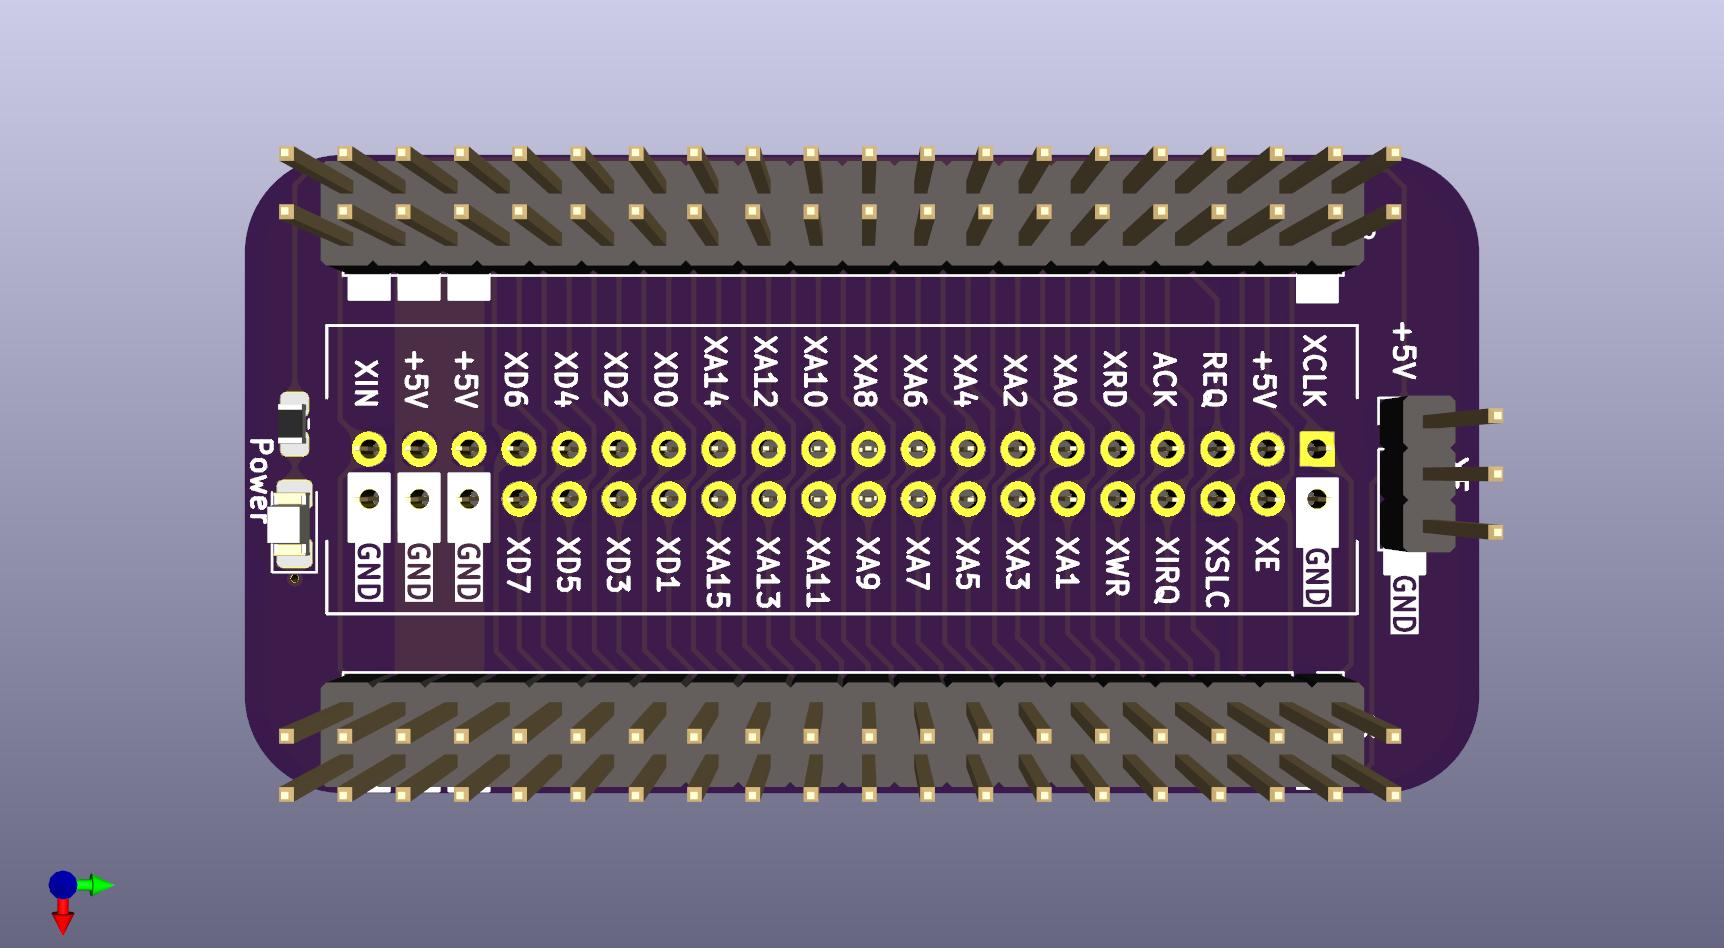 XIN +5V +5V XD6 XD4 XD2 XD0 XA14 XA12 XA10 XA8 XA6 XA4 XA2 XA0 XRD ACK REQ +5V XCLK
GND GND GND XD7 XD5 XD3 XD1 XA15 XA13 XA11 XA9 XA7 XA5 XA3 XA1 XWR XIRQ XSLC XE GND
Power
+5V
GND